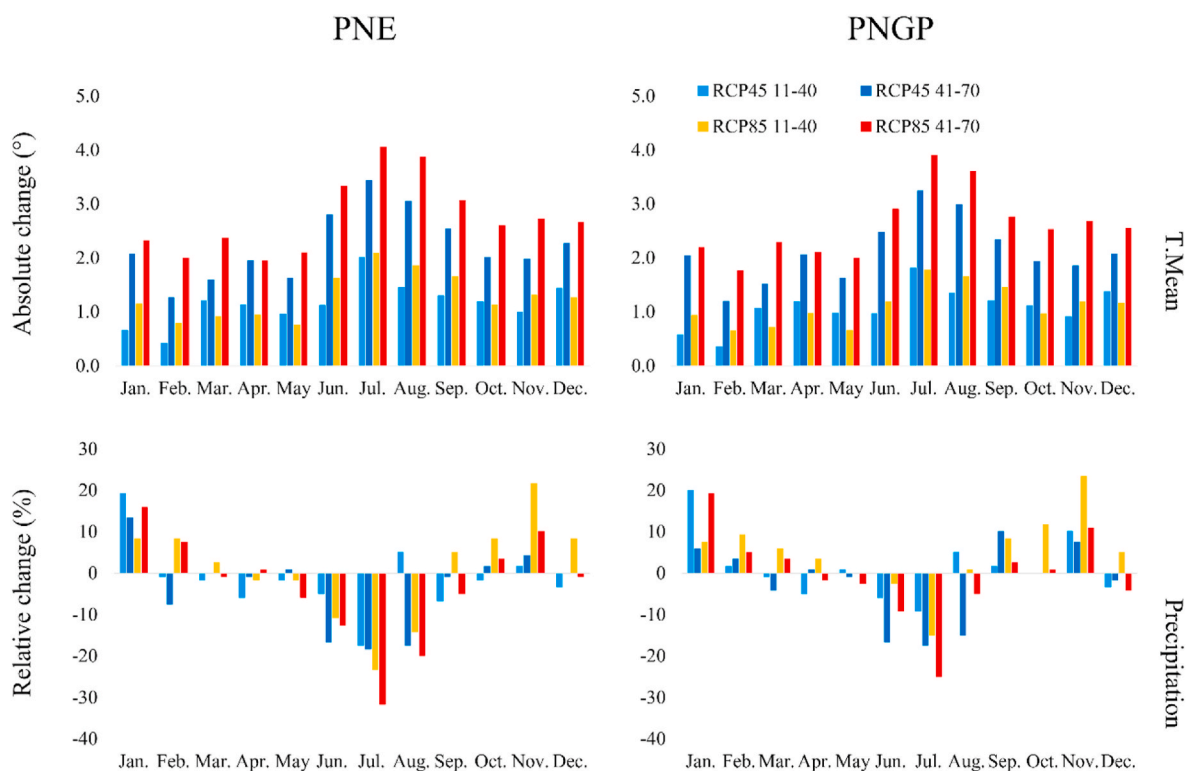 PNE
PNGP
Absolute change (°)
5.0
4.0
3.0
2.0
1.0
0.0
Jan. Feb. Mar. Apr. May Jun. Jul. Aug. Sep. Oct. Nov. Dec.
5.0
4.0
3.0
2.0
1.0
0.0
RCP45 11-40 RCP45 41-70
RCP85 11-40 RCP85 41-70
Jan. Feb. Mar. Apr. May Jun. Jul. Aug. Sep. Oct. Nov. Dec.
T.Mean
Relative change (%)
30
20
10
0
-10
-20
-30
-40
Jan. Feb. Mar. Apr. May Jun. Jul. Aug. Sep. Oct. Nov. Dec.
30
20
10
0
-10
-20
-30
-40
Jan. Feb. Mar. Apr. May Jun. Jul. Aug. Sep. Oct. Nov. Dec.
Precipitation